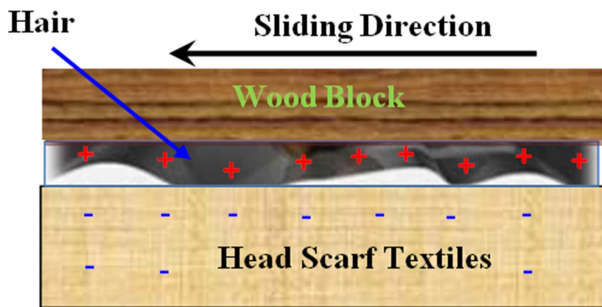 Hair
Sliding Direction
Wood Block
+ + + + + + + + +
- - - - - - -
Head Scarf Textiles
- - -